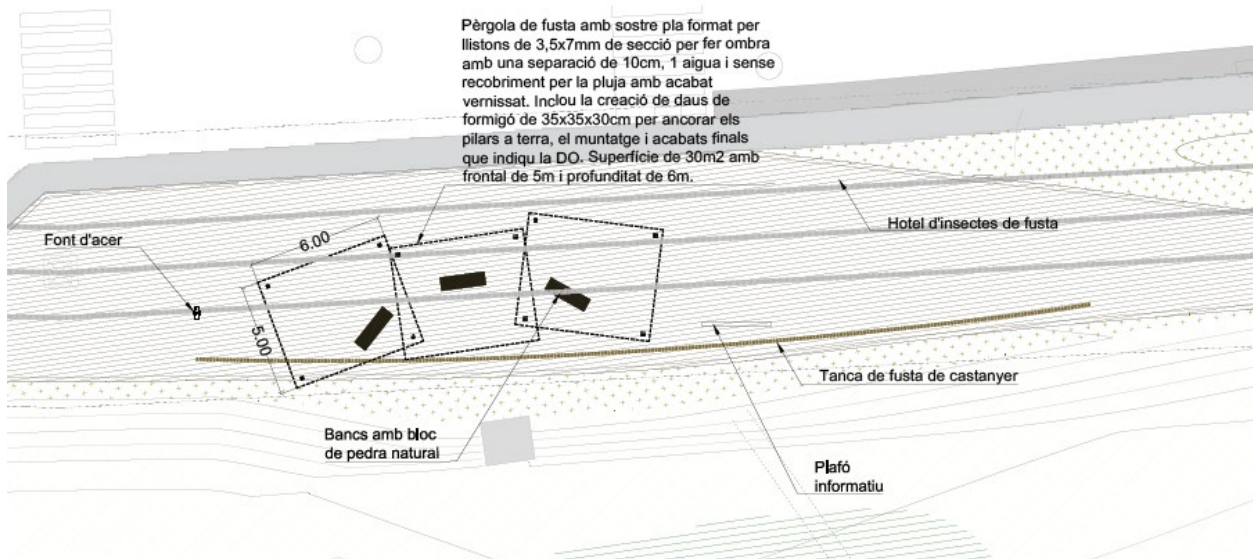 Pèrgola de fusta amb sostre pla format per
llistons de 3,5x7mm de secció per fer ombra
amb una separació de 10cm, 1 aigua i sense
recobriment per la pluja amb acabat
vernissat. Inclou la creació de daus de
formigó de 35x35x30cm per ancorar els
pilars a terra, el muntatge i acabats finals
que indiqu la DO. Superfície de 30m2 amb
frontal de 5m i profunditat de 6m.
Hotel d'insectes de fusta
Font d'acer
6.00
5.00
Tanca de fusta de castanyer
Bancs amb bloc
de pedra natural
Plafó
informatiu